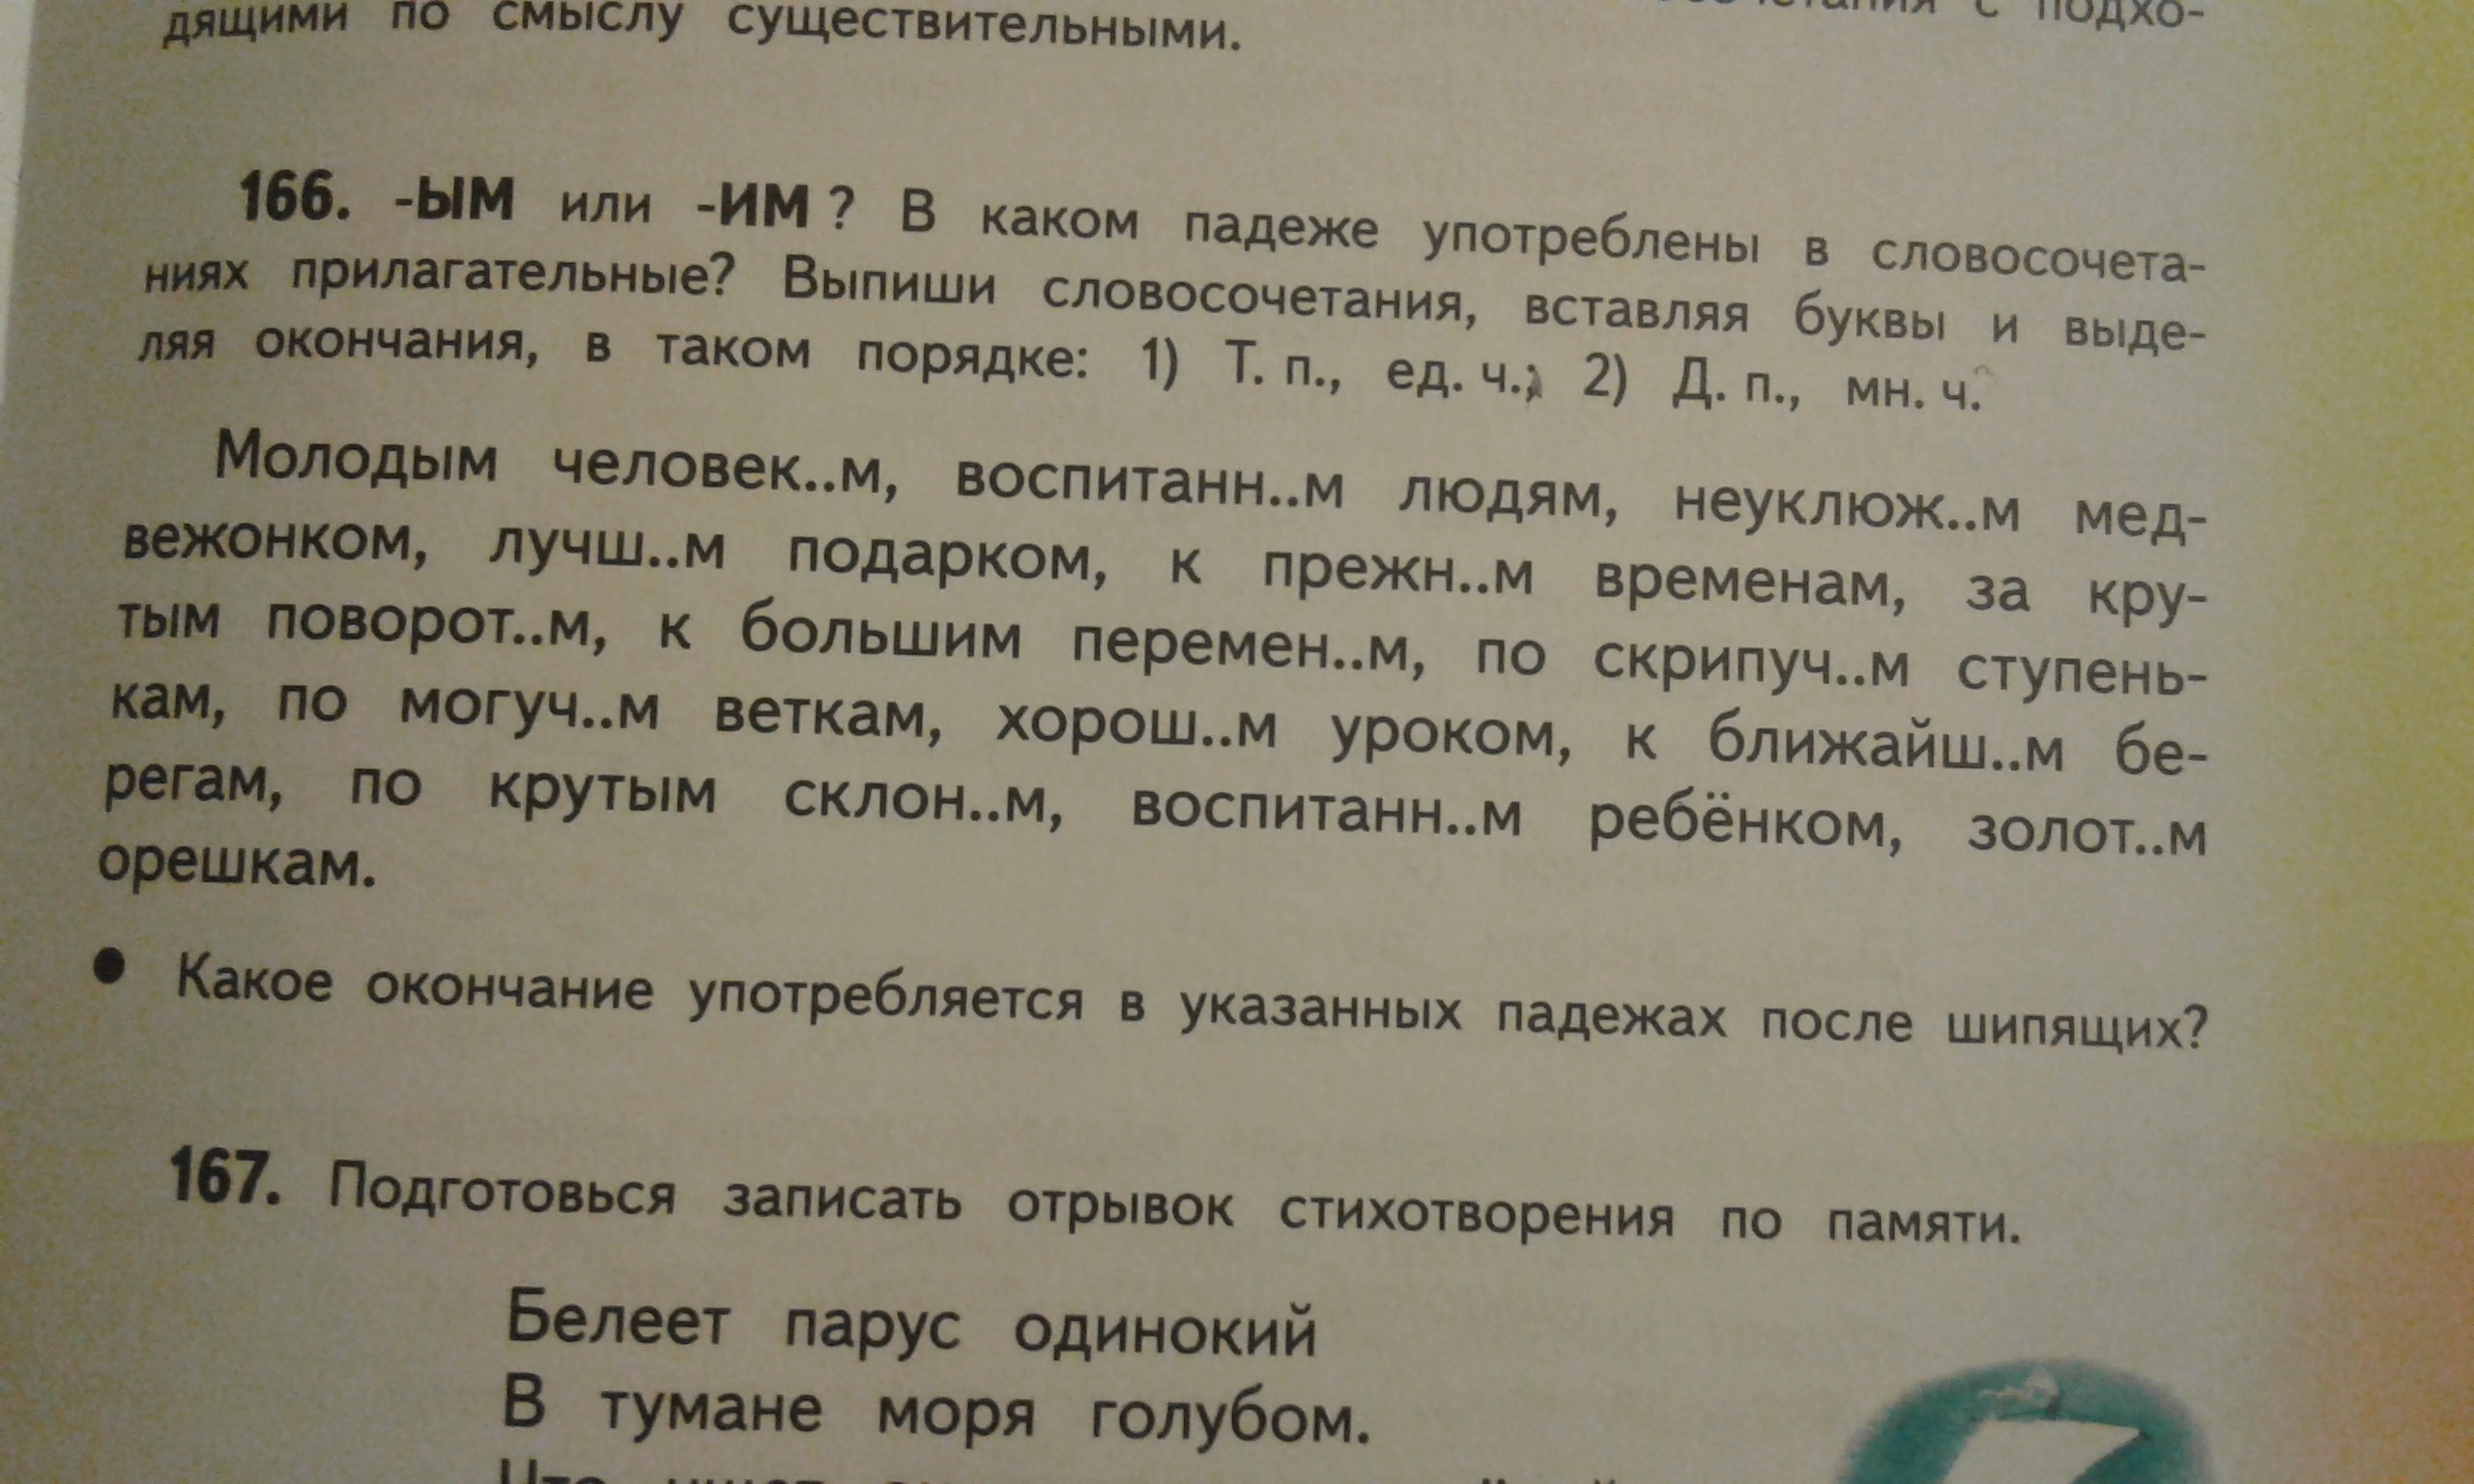 дящими по смыслу существительными.
с подхо-
166. -ЫМ или -ИМ? В каком падеже употреблены в словосочета-
ниях прилагательные? Выпиши словосочетания, вставляя буквы и выде-
ляя окончания, в таком порядке: 1) Т. п., ед. ч.; 2) Д. п., мн. ч.
Молодым человек..м, воспитанн..м людям, неуклюж..м мед-
вежонком, лучш..м подарком, к прежн..м временам, за кру-
тым поворот..м, к большим перемен..м, по скрипуч..м ступень-
кам, по могуч..м веткам, хорош..м уроком, к ближайш..м бе-
регам, по крутым склон..м, воспитанн..м ребёнком, золот..м
орешкам.
• Какое окончание употребляется в указанных падежах после шипящих?
167. Подготовься записать отрывок стихотворения по памяти.
Белеет парус одинокий
В тумане моря голубом.